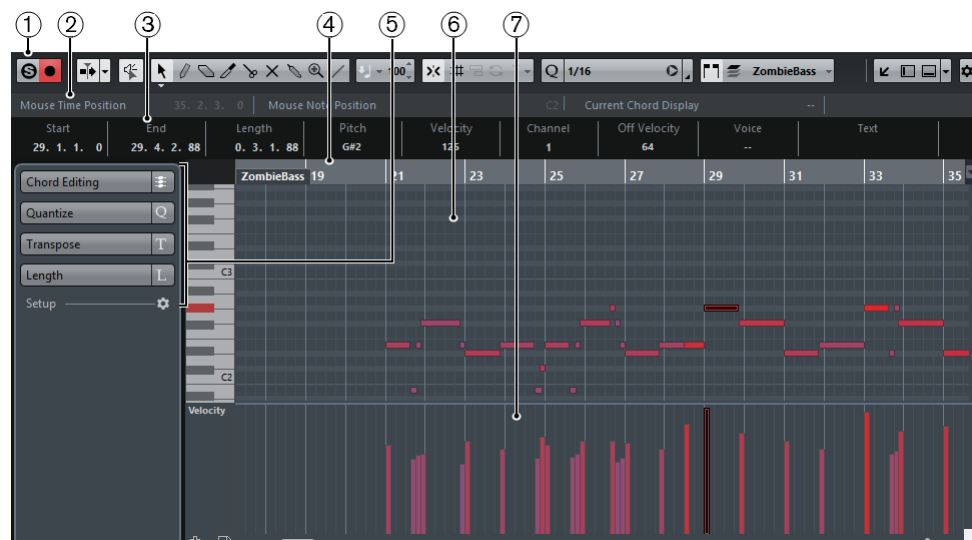 ① ② ③ ④ ⑤ ⑥ ⑦
S 100 Q 1/16 ZombieBass
Mouse Time Position 35. 2. 3. 0 Mouse Note Position C2 Current Chord Display --
Start End Length Pitch Velocity Channel Off Velocity Voice Text
29. 1. 1. 0 29. 4. 2. 88 0. 3. 1. 88 G#2 125 1 64 --
ZombieBass 19 21 23 25 27 29 31 33 35
Chord Editing
Quantize Q
Transpose T
Length L
Setup
C3
C2
Velocity